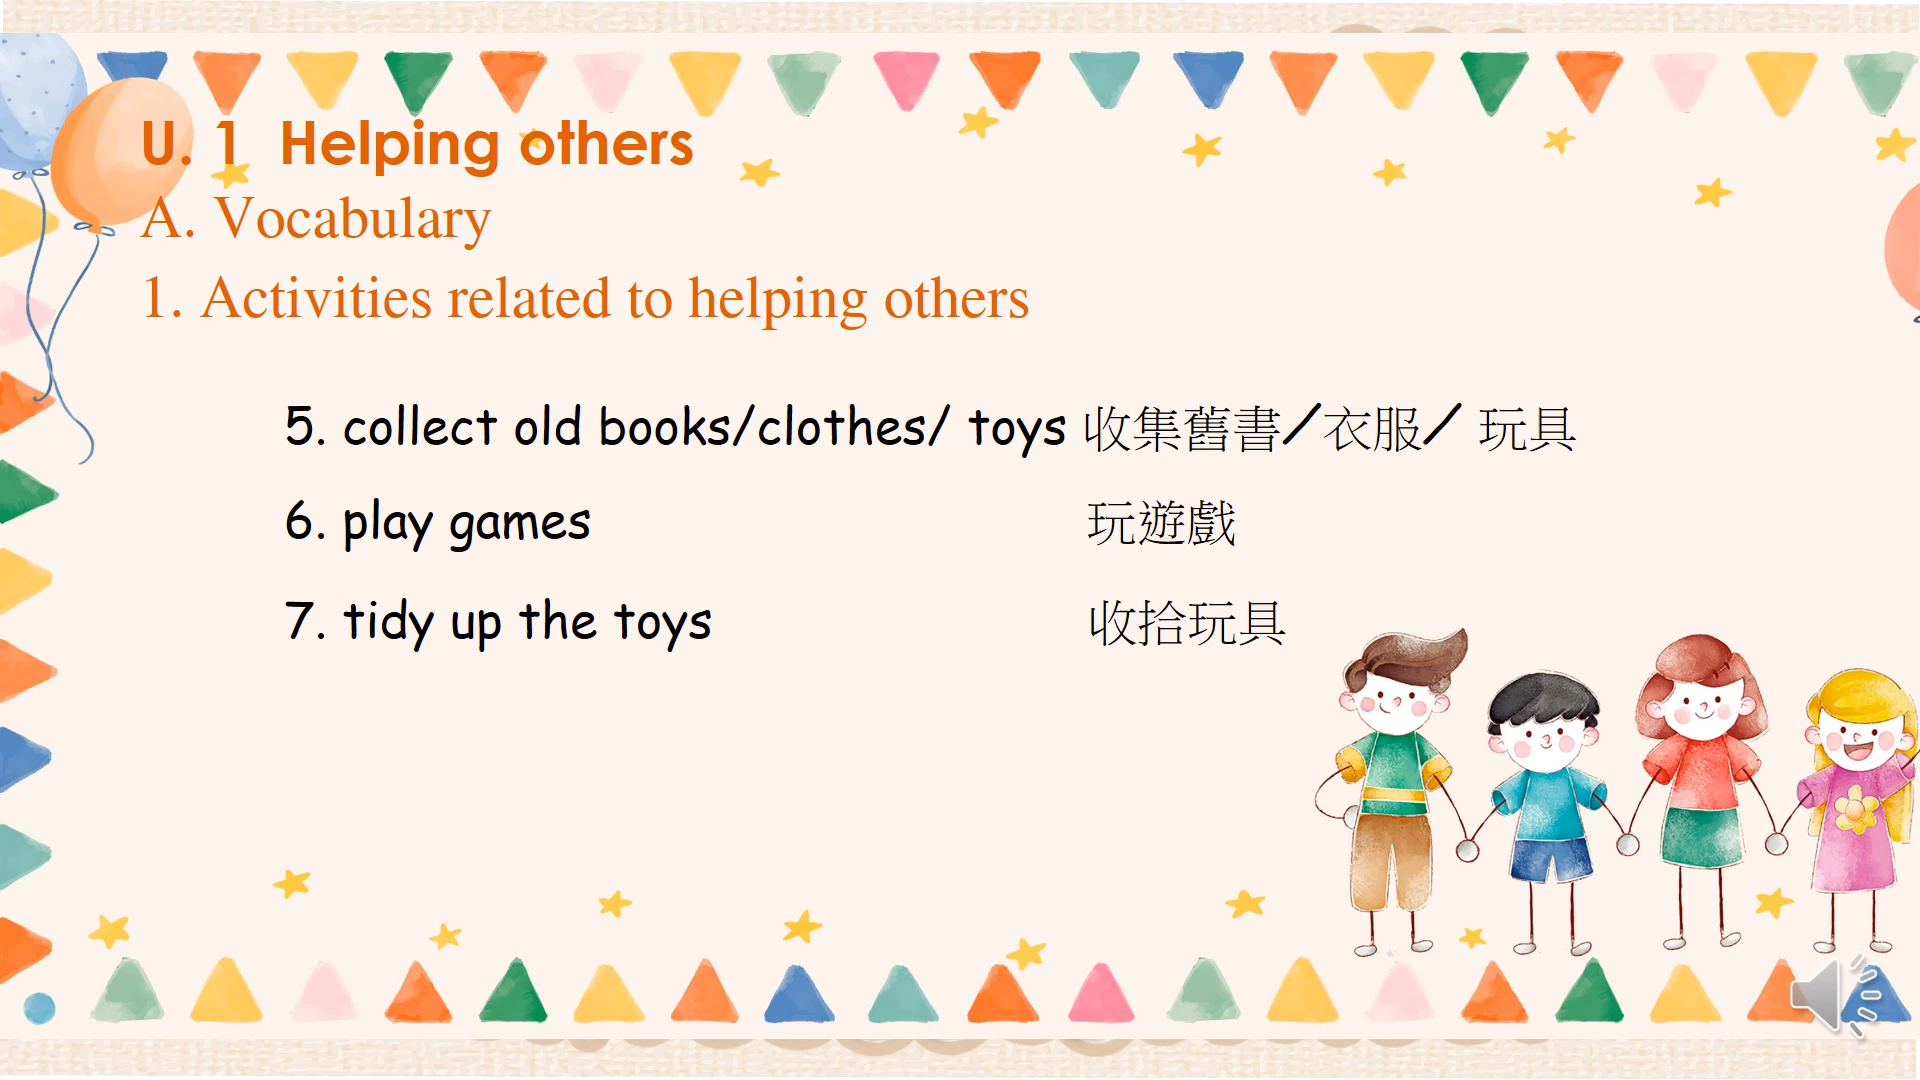 U. 1 Helping others
A. Vocabulary
1. Activities related to helping others
5. collect old books/clothes/ toys 收集舊書/衣服/ 玩具
6. play games 玩遊戲
7. tidy up the toys 收拾玩具